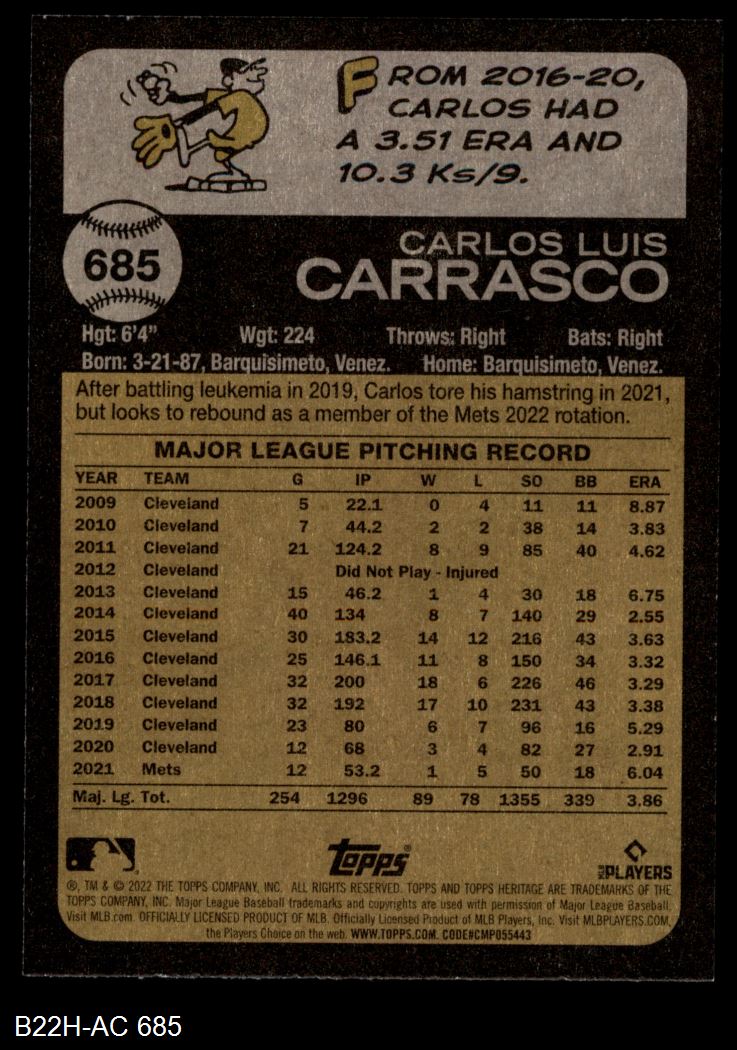 FROM 2016-20,
CARLOS HAD
A 3.51 ERA AND
10.3 Ks/9.
685
CARLOS LUIS
CARRASCO
Hgt: 6'4" Wgt: 224 Throws: Right Bats: Right
Born: 3-21-87, Barquisimeto, Venez. Home: Barquisimeto, Venez.
After battling leukemia in 2019, Carlos tore his hamstring in 2021,
but looks to rebound as a member of the Mets 2022 rotation.
MAJOR LEAGUE PITCHING RECORD
YEAR TEAM G IP W L SO BB ERA
2009 Cleveland 5 22.1 0 4 11 11 8.87
2010 Cleveland 7 44.2 2 2 38 14 3.83
2011 Cleveland 21 124.2 8 9 85 40 4.62
2012 Cleveland Did Not Play - Injured
2013 Cleveland 15 46.2 1 4 30 18 6.75
2014 Cleveland 40 134 8 7 140 29 2.55
2015 Cleveland 30 183.2 14 12 216 43 3.63
2016 Cleveland 25 146.1 11 8 150 34 3.32
2017 Cleveland 32 200 18 6 226 46 3.29
2018 Cleveland 32 192 17 10 231 43 3.38
2019 Cleveland 23 80 6 7 96 16 5.29
2020 Cleveland 12 68 3 4 82 27 2.91
2021 Mets 12 53.2 1 5 50 18 6.04
Maj. Lg. Tot. 254 1296 89 78 1355 339 3.86
Topps®
MLB PLAYERS
®, TM & © 2022 THE TOPPS COMPANY, INC. ALL RIGHTS RESERVED. TOPPS AND TOPPS HERITAGE ARE TRADEMARKS OF THE
TOPPS COMPANY, INC. Major League Baseball trademarks and copyrights are used with permission of Major League Baseball.
Visit MLB.com. OFFICIALLY LICENSED PRODUCT OF MLB. Officially Licensed Product of MLB Players, Inc. Visit MLBPLAYERS.COM,
the Players Choice on the web. WWW.TOPPS.COM. CODE#CMP055443
B22H-AC 685